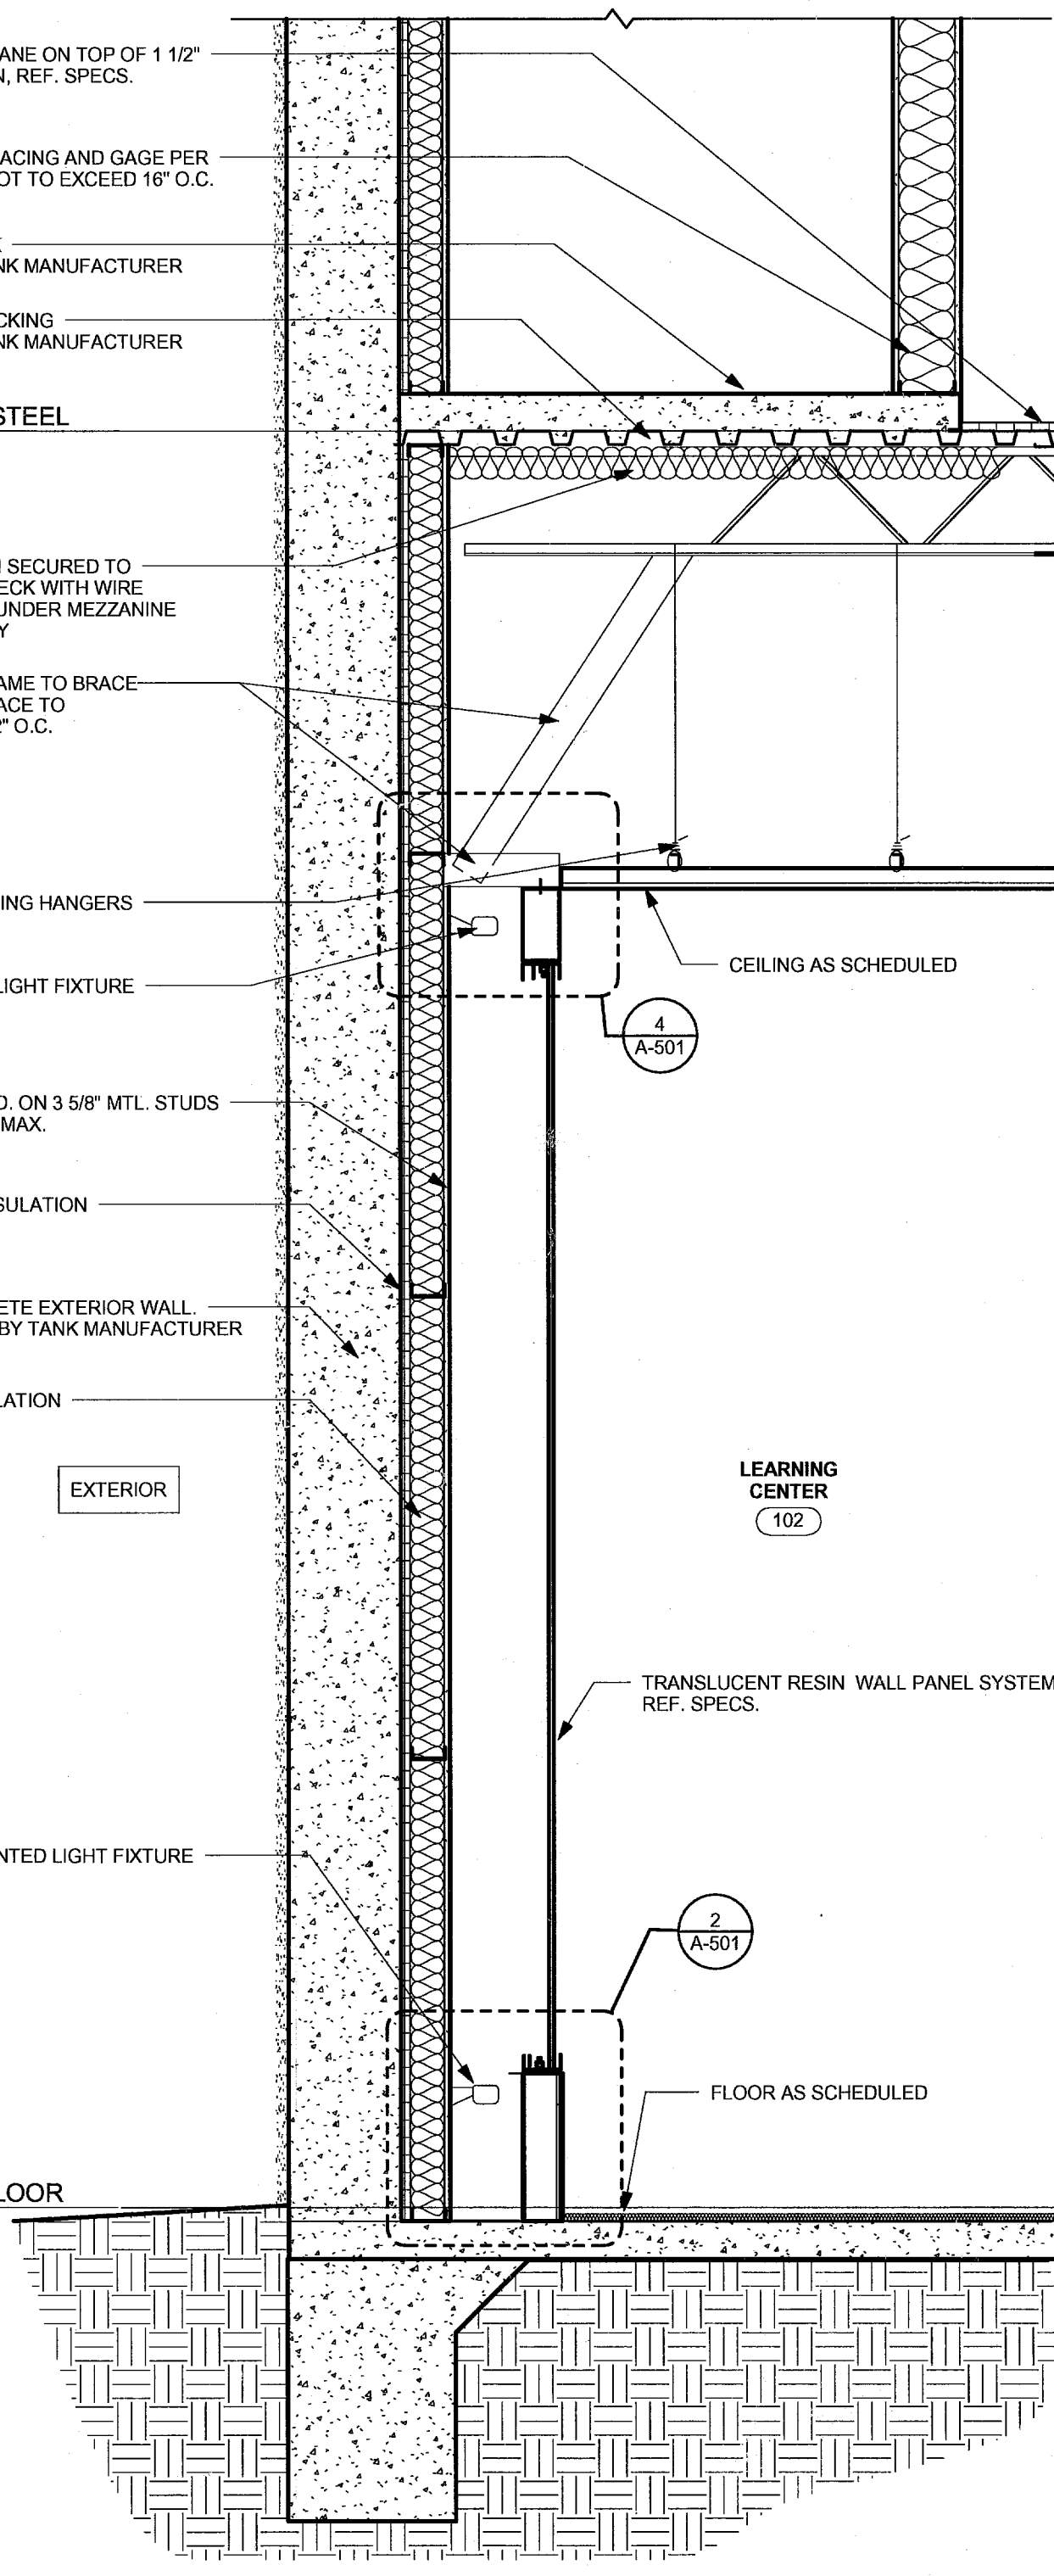 ANE ON TOP OF 1 1/2"
N, REF. SPECS.
ACING AND GAGE PER
OT TO EXCEED 16" O.C.
NK MANUFACTURER
CKING
NK MANUFACTURER
STEEL
SECURED TO
ECK WITH WIRE
UNDER MEZZANINE
Y
AME TO BRACE
ACE TO
2" O.C.
ING HANGERS
LIGHT FIXTURE
CEILING AS SCHEDULED
4
A-501
D. ON 3 5/8" MTL. STUDS
MAX.
SULATION
ETE EXTERIOR WALL.
BY TANK MANUFACTURER
LATION
EXTERIOR
LEARNING
CENTER
102
TRANSLUCENT RESIN WALL PANEL SYSTEM
REF. SPECS.
NTED LIGHT FIXTURE
2
A-501
FLOOR AS SCHEDULED
LOOR